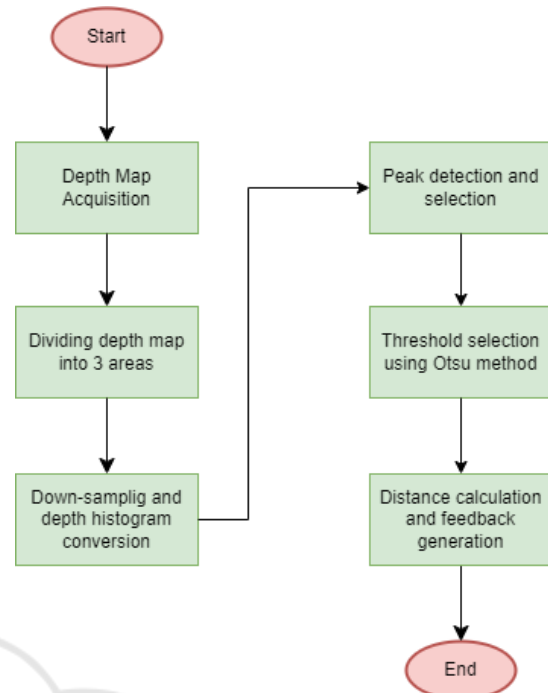 Start
Depth Map
Acquisition
Dividing depth map
into 3 areas
Down-samplig and
depth histogram
conversion
Peak detection and
selection
Threshold selection
using Otsu method
Distance calculation
and feedback
generation
End